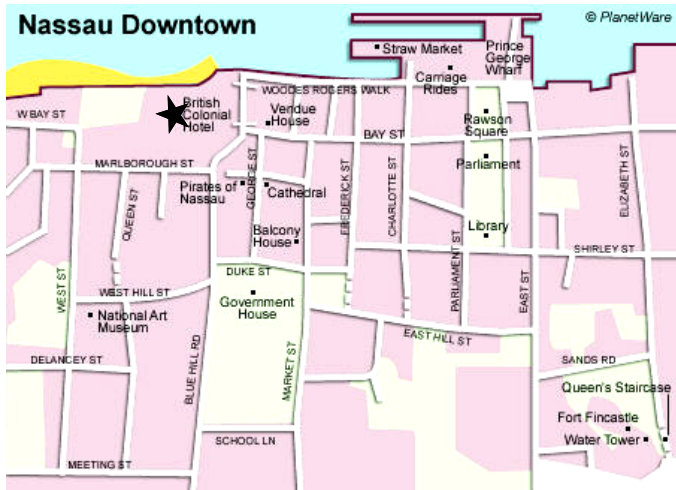 Nassau Downtown
© PlanetWare
Straw Market
Prince
George
Wharf
Carriage
Rides
WOODES ROGERS WALK
British
Colonial
Hotel
Vendue
House
Rawson
Square
W BAY ST
BAY ST
MARLBOROUGH ST
Parliament
Pirates of
Nassau
GEORGE ST
Cathedral
FREDERICK ST
CHARLOTTE ST
ELIZABETH ST
QUEEN ST
Balcony
House
Library
SHIRLEY ST
PARLIAMENT ST
EAST ST
WEST ST
DUKE ST
WEST HILL ST
Government
House
National Art
Museum
EAST HILL ST
BLUE HILL RD
MARKET ST
DELANCEY ST
SANDS RD
Queen's Staircase
Fort Fincastle
Water Tower
SCHOOL LN
MEETING ST